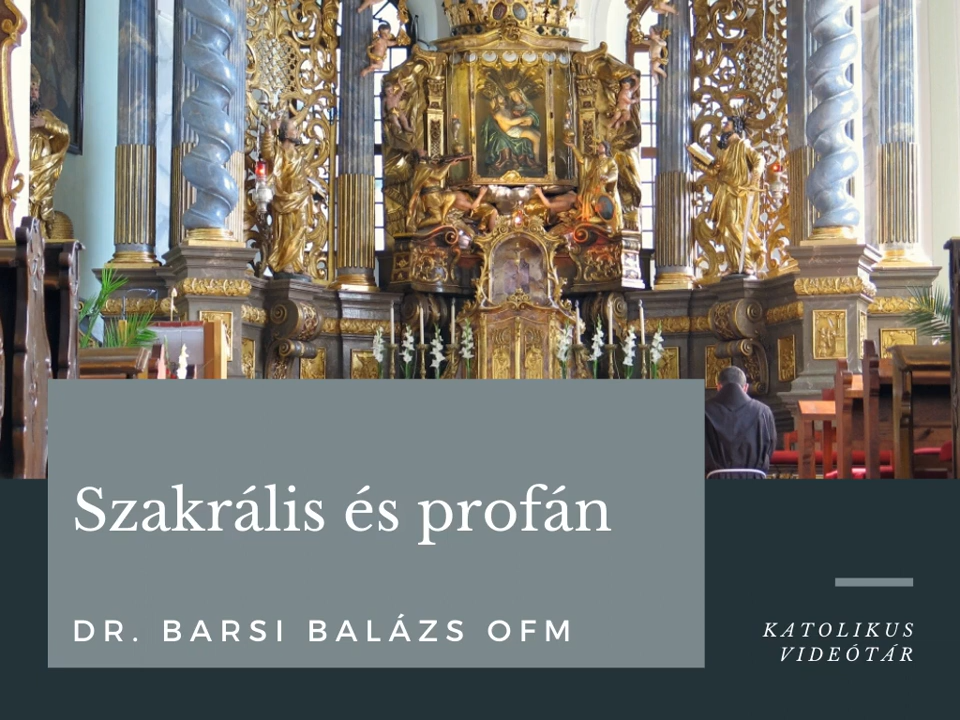 Szakrális és profán
DR. BARSI BALÁZS OFM
KATOLIKUS
VIDEÓTÁR